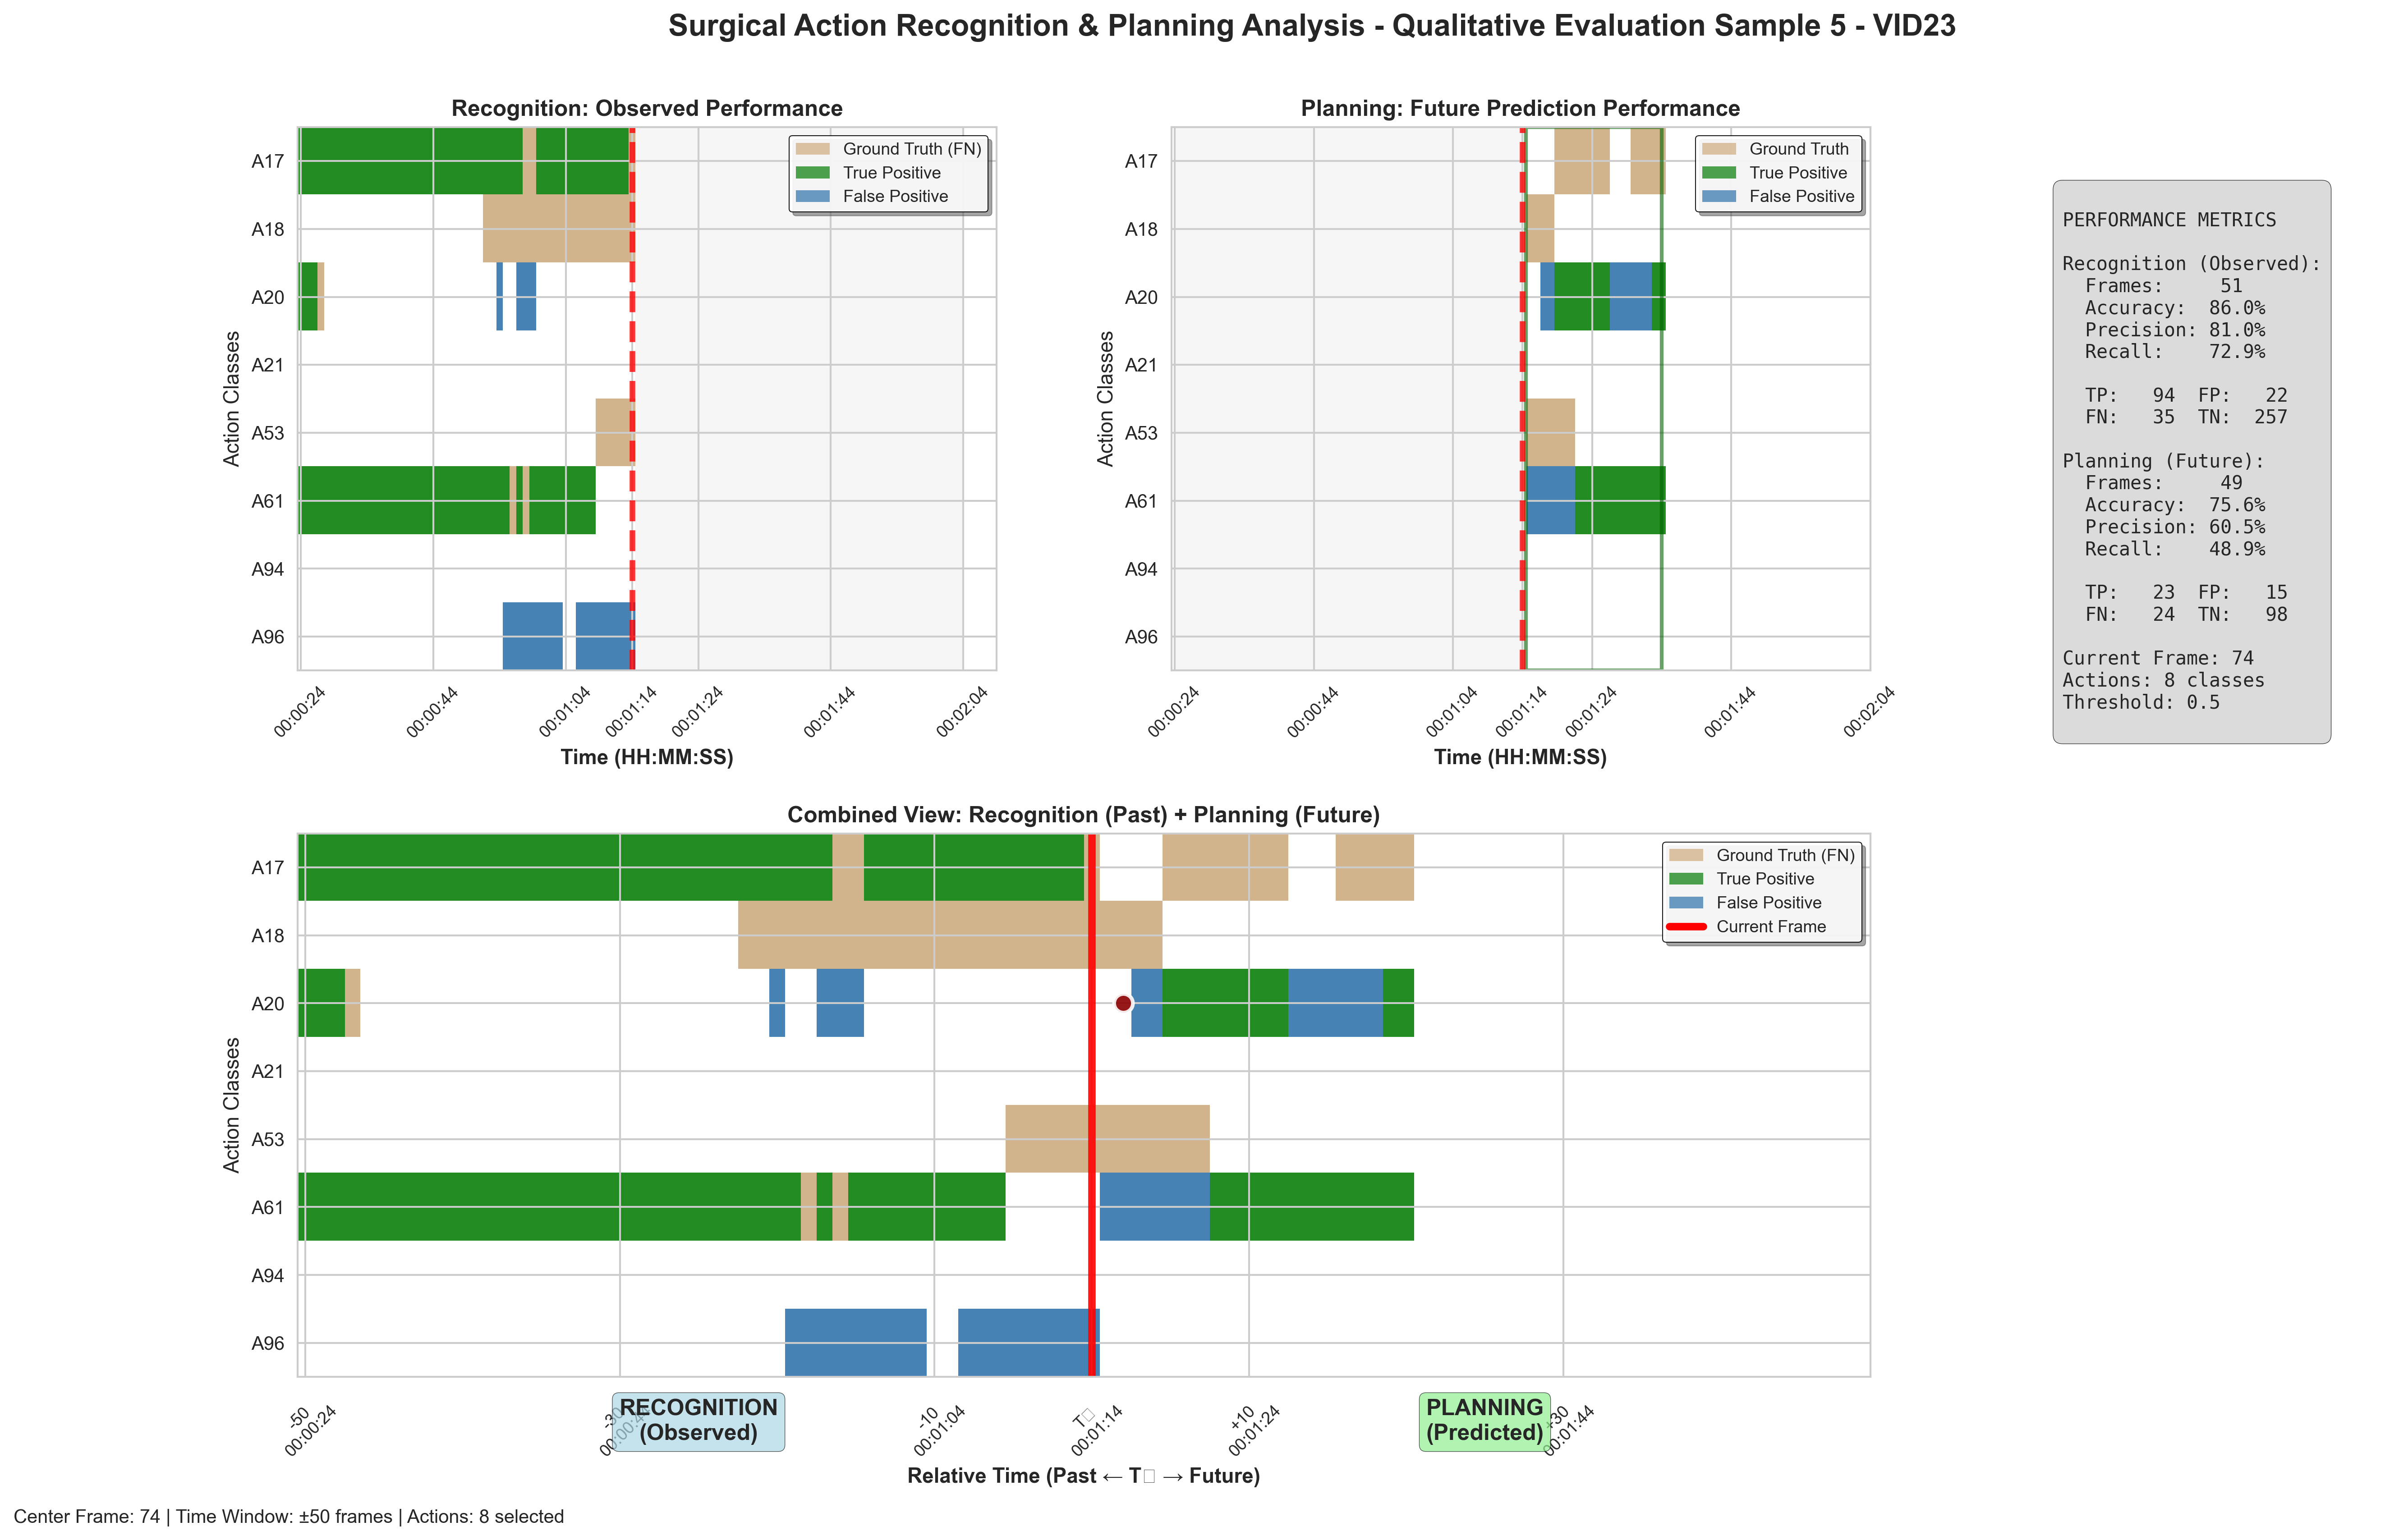 Surgical Action Recognition & Planning Analysis - Qualitative Evaluation Sample 5 - VID23
Recognition: Observed Performance
Ground Truth (FN)
True Positive
False Positive
A17
A18
A20
A21
A53
A61
A94
A96
Action Classes
00:00:24
00:00:44
00:01:04
00:01:14
00:01:24
00:01:44
00:02:04
Time (HH:MM:SS)
Planning: Future Prediction Performance
Ground Truth
True Positive
False Positive
A17
A18
A20
A21
A53
A61
A94
A96
Action Classes
00:00:24
00:00:44
00:01:04
00:01:14
00:01:24
00:01:44
00:02:04
Time (HH:MM:SS)
PERFORMANCE METRICS
Recognition (Observed):
Frames: 51
Accuracy: 86.0%
Precision: 81.0%
Recall: 72.9%
TP: 94 FP: 22
FN: 35 TN: 257
Planning (Future):
Frames: 49
Accuracy: 75.6%
Precision: 60.5%
Recall: 48.9%
TP: 23 FP: 15
FN: 24 TN: 98
Current Frame: 74
Actions: 8 classes
Threshold: 0.5
Combined View: Recognition (Past) + Planning (Future)
Ground Truth (FN)
True Positive
False Positive
Current Frame
A17
A18
A20
A21
A53
A61
A94
A96
Action Classes
-50
00:00:24
-30
00:00:44
-10
00:01:04
T□
00:01:14
+10
00:01:24
+30
00:01:44
RECOGNITION
(Observed)
PLANNING
(Predicted)
Relative Time (Past ← T□ → Future)
Center Frame: 74 | Time Window: ±50 frames | Actions: 8 selected